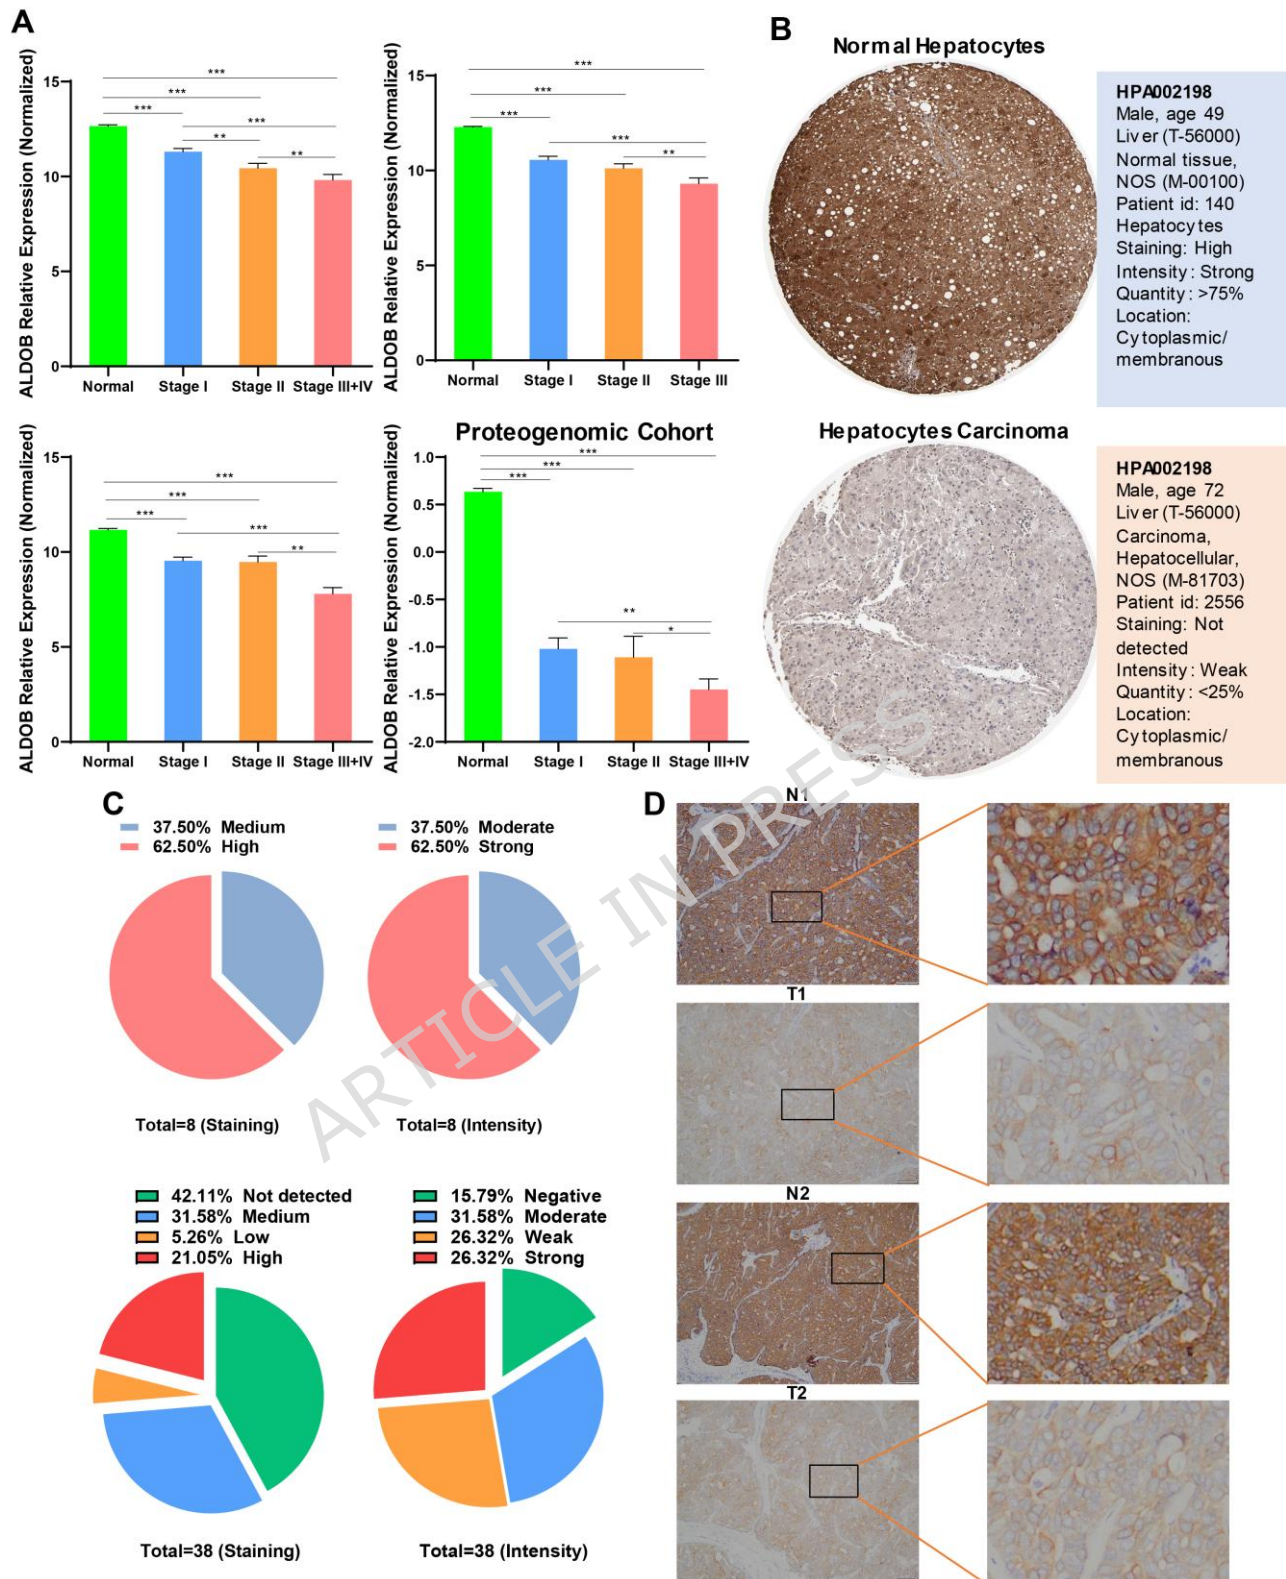 A
ALDOB Relative Expression (Normalized)
15
10
5
0
***
***
***
***
**
**
Normal
Stage I
Stage II
Stage III+IV
ALDOB Relative Expression (Normalized)
15
10
5
0
***
***
***
***
**
Normal
Stage I
Stage II
Stage III
ALDOB Relative Expression (Normalized)
15
10
5
0
***
***
***
***
**
Normal
Stage I
Stage II
Stage III+IV
Proteogenomic Cohort
ALDOB Relative Expression (Normalized)
1.0
0.5
0.0
-0.5
-1.0
-1.5
-2.0
***
***
***
**
*
Normal
Stage I
Stage II
Stage III+IV
B
Normal Hepatocytes
HPA002198
Male, age 49
Liver (T-56000)
Normal tissue,
NOS (M-00100)
Patient id: 140
Hepatocytes
Staining: High
Intensity: Strong
Quantity: >75%
Location:
Cytoplasmic/
membranous
Hepatocytes Carcinoma
HPA002198
Male, age 72
Liver (T-56000)
Carcinoma,
Hepatocellular,
NOS (M-81703)
Patient id: 2556
Staining: Not
detected
Intensity: Weak
Quantity: <25%
Location:
Cytoplasmic/
membranous
C
37.50% Medium
62.50% High
Total=8 (Staining)
37.50% Moderate
62.50% Strong
Total=8 (Intensity)
42.11% Not detected
31.58% Medium
5.26% Low
21.05% High
Total=38 (Staining)
15.79% Negative
31.58% Moderate
26.32% Weak
26.32% Strong
Total=38 (Intensity)
D
N1
T1
N2
T2
ARTICLE IN PRESS